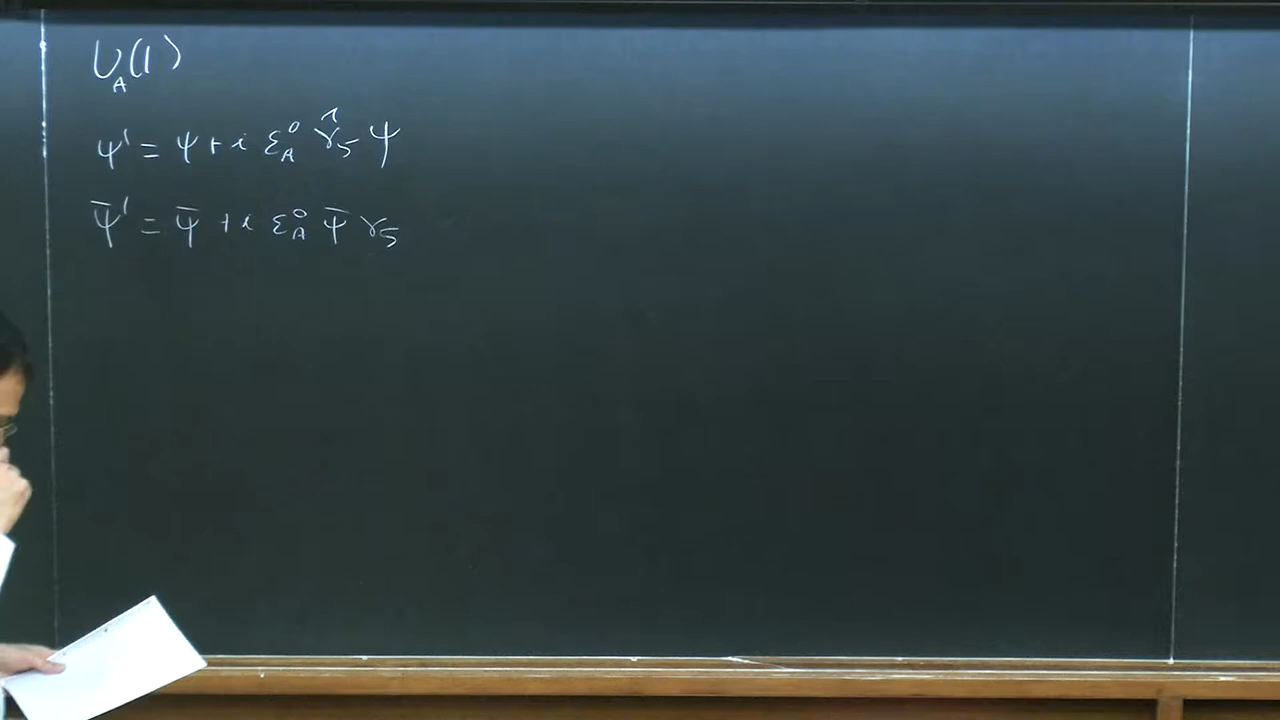 U_A(1)
ψ' = ψ + i ε_A^0 γ̂_5 ψ
ψ̄' = ψ̄ + i ε_A^0 ψ̄ γ_5